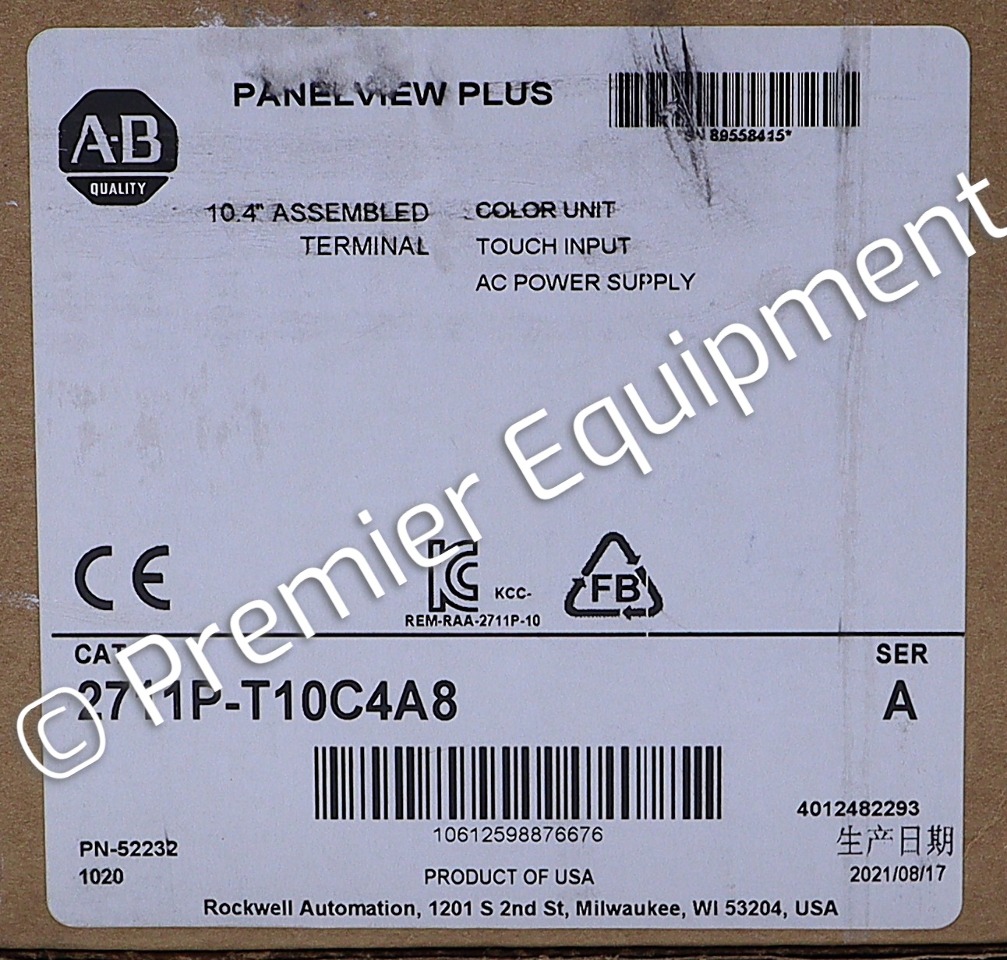 PANELVIEW PLUS
89558415*
A-B
QUALITY
10.4" ASSEMBLED
TERMINAL
COLOR UNIT
TOUCH INPUT
AC POWER SUPPLY
© Premier Equipment
CE
KC
KCC-
REM-RAA-2711P-10
FB
CAT
SER
2711P-T10C4A8
A
10612598876676
4012482293
生产日期
2021/08/17
PN-52232
1020
PRODUCT OF USA
Rockwell Automation, 1201 S 2nd St, Milwaukee, WI 53204, USA